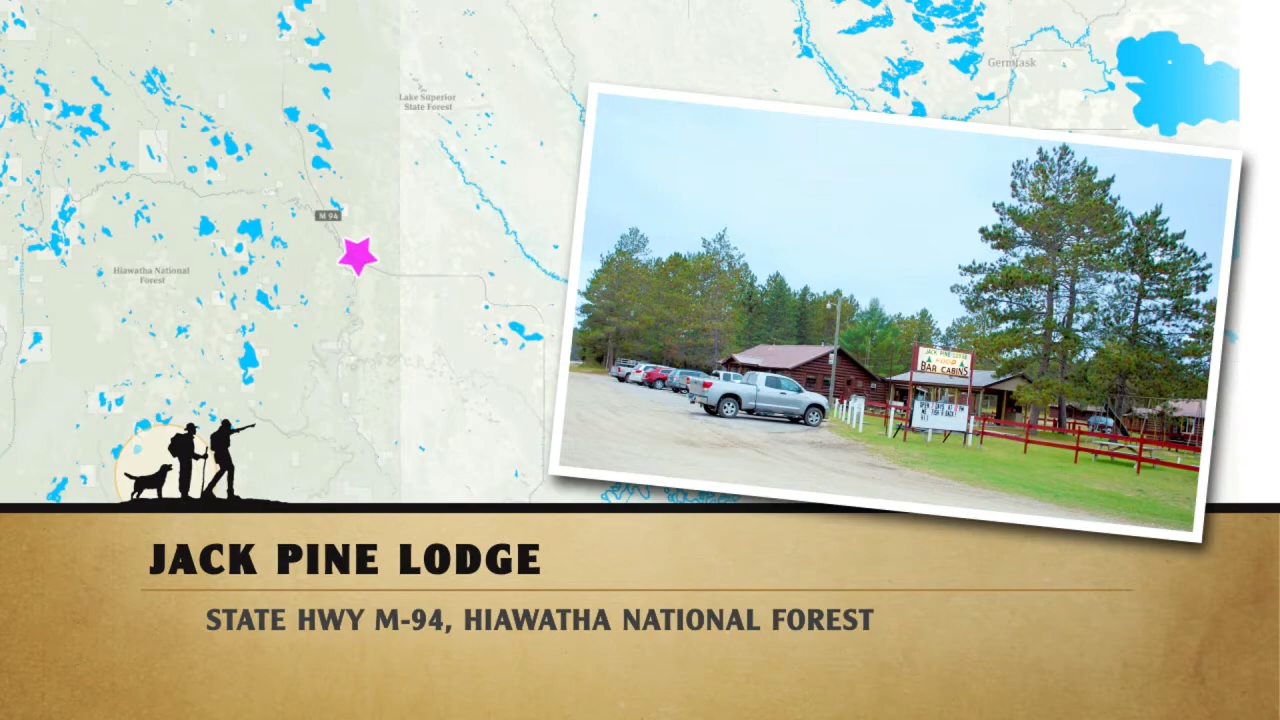 Germfask
Lake Superior
State Forest
M 94
Hiawatha National
Forest
JACK PINE LODGE
FOOD
BAR CABINS
JACK PINE LODGE
STATE HWY M-94, HIAWATHA NATIONAL FOREST